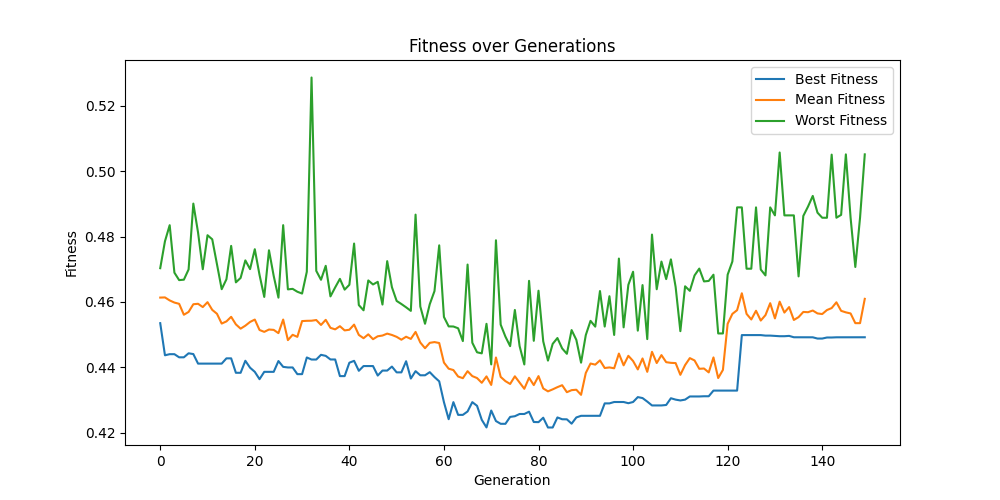 Fitness over Generations
Best Fitness
Mean Fitness
Worst Fitness
Fitness
0.52
0.50
0.48
0.46
0.44
0.42
0 20 40 60 80 100 120 140
Generation